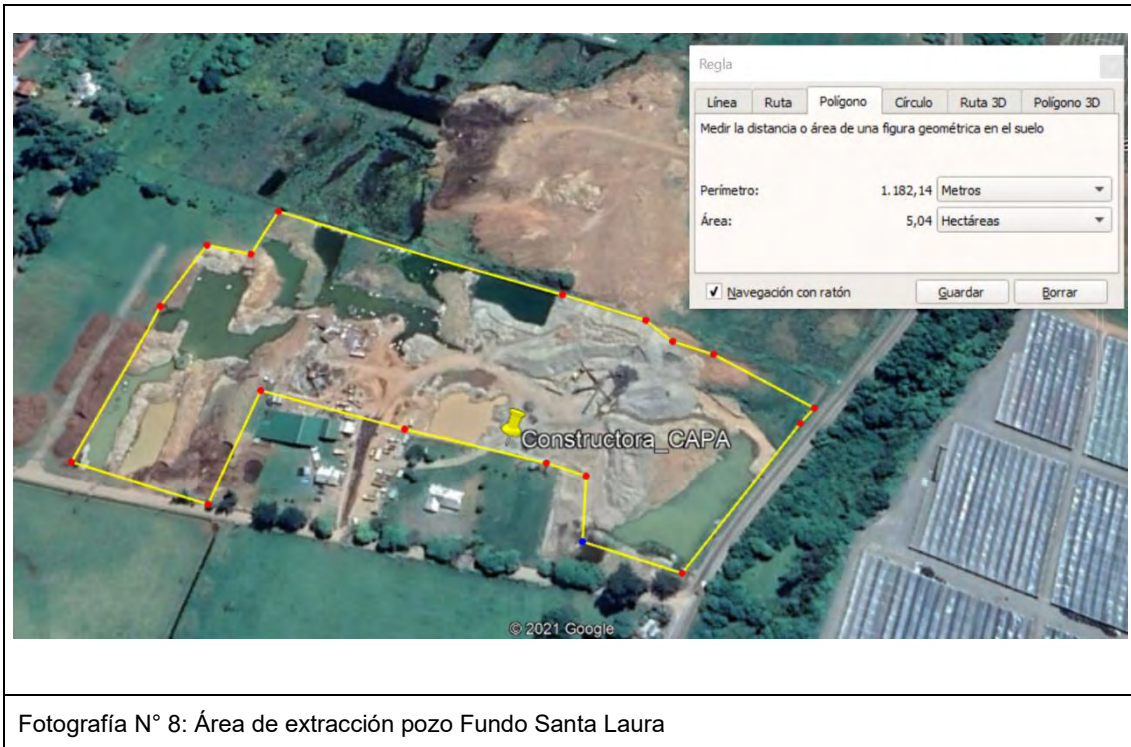 Regla
Línea Ruta Polígono Círculo Ruta 3D Polígono 3D
Medir la distancia o área de una figura geométrica en el suelo
Perímetro: 1.182,14 Metros
Área: 5,04 Hectáreas
Navegación con ratón Guardar Borrar
Constructora_CAPA
© 2021 Google
Fotografía N° 8: Área de extracción pozo Fundo Santa Laura